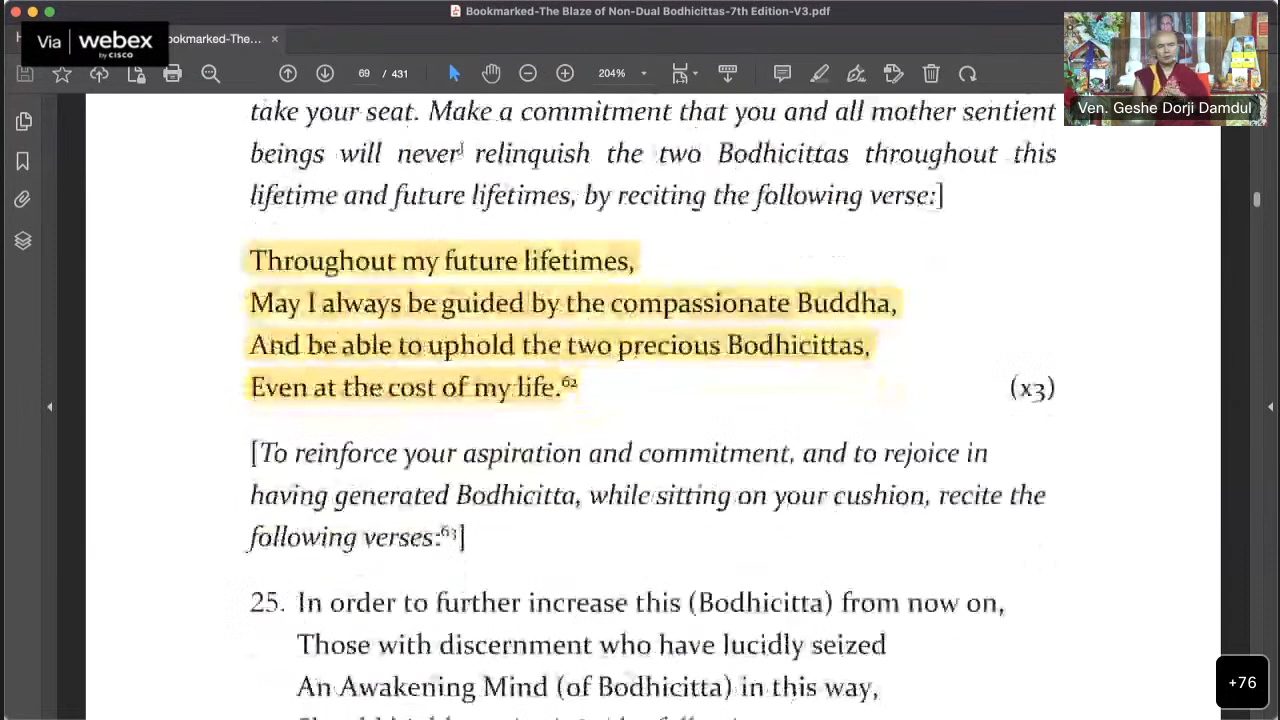 Bookmarked-The Blaze of Non-Dual Bodhicittas-7th Edition-V3.pdf
Via webex
by CISCO
ookmarked-The...
69 / 431
204%
Ven. Geshe Dorji Damdul
take your seat. Make a commitment that you and all mother sentient
beings will never relinquish the two Bodhicittas throughout this
lifetime and future lifetimes, by reciting the following verse:]
Throughout my future lifetimes,
May I always be guided by the compassionate Buddha,
And be able to uphold the two precious Bodhicittas,
Even at the cost of my life.⁶² (x3)
[To reinforce your aspiration and commitment, and to rejoice in
having generated Bodhicitta, while sitting on your cushion, recite the
following verses:⁶³]
25. In order to further increase this (Bodhicitta) from now on,
Those with discernment who have lucidly seized
An Awakening Mind (of Bodhicitta) in this way,
+76